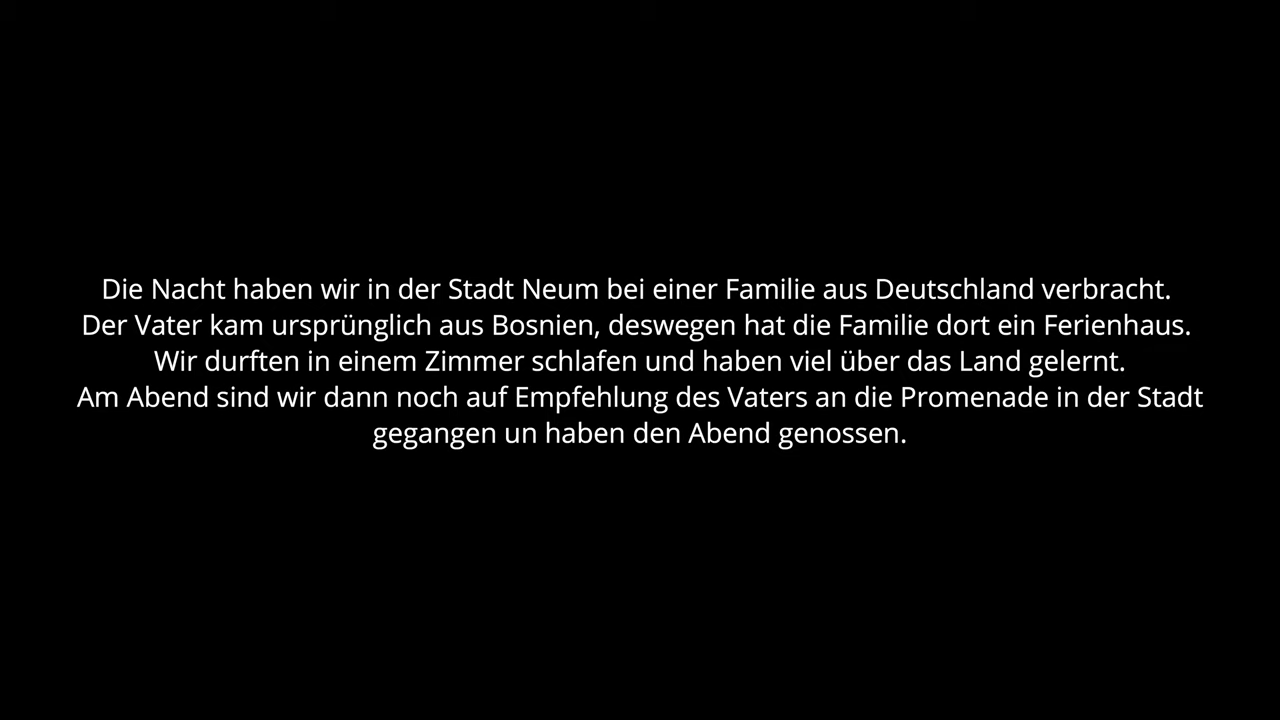 Die Nacht haben wir in der Stadt Neum bei einer Familie aus Deutschland verbracht.
Der Vater kam ursprünglich aus Bosnien, deswegen hat die Familie dort ein Ferienhaus.
Wir durften in einem Zimmer schlafen und haben viel über das Land gelernt.
Am Abend sind wir dann noch auf Empfehlung des Vaters an die Promenade in der Stadt
gegangen un haben den Abend genossen.